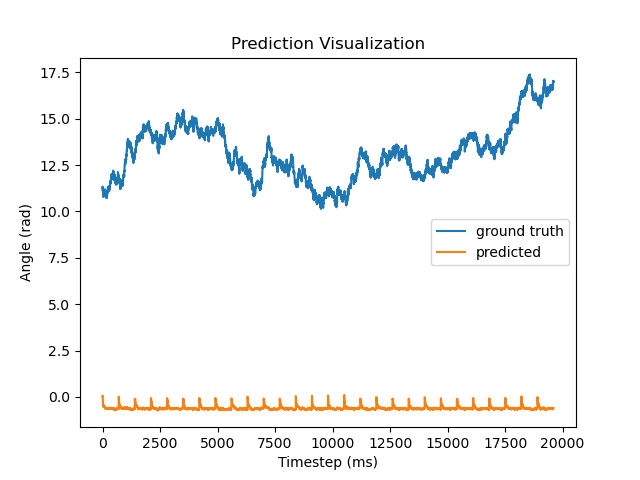 Prediction Visualization
17.5
15.0
12.5
10.0
7.5
5.0
2.5
0.0
Angle (rad)
ground truth
predicted
0 2500 5000 7500 10000 12500 15000 17500 20000
Timestep (ms)